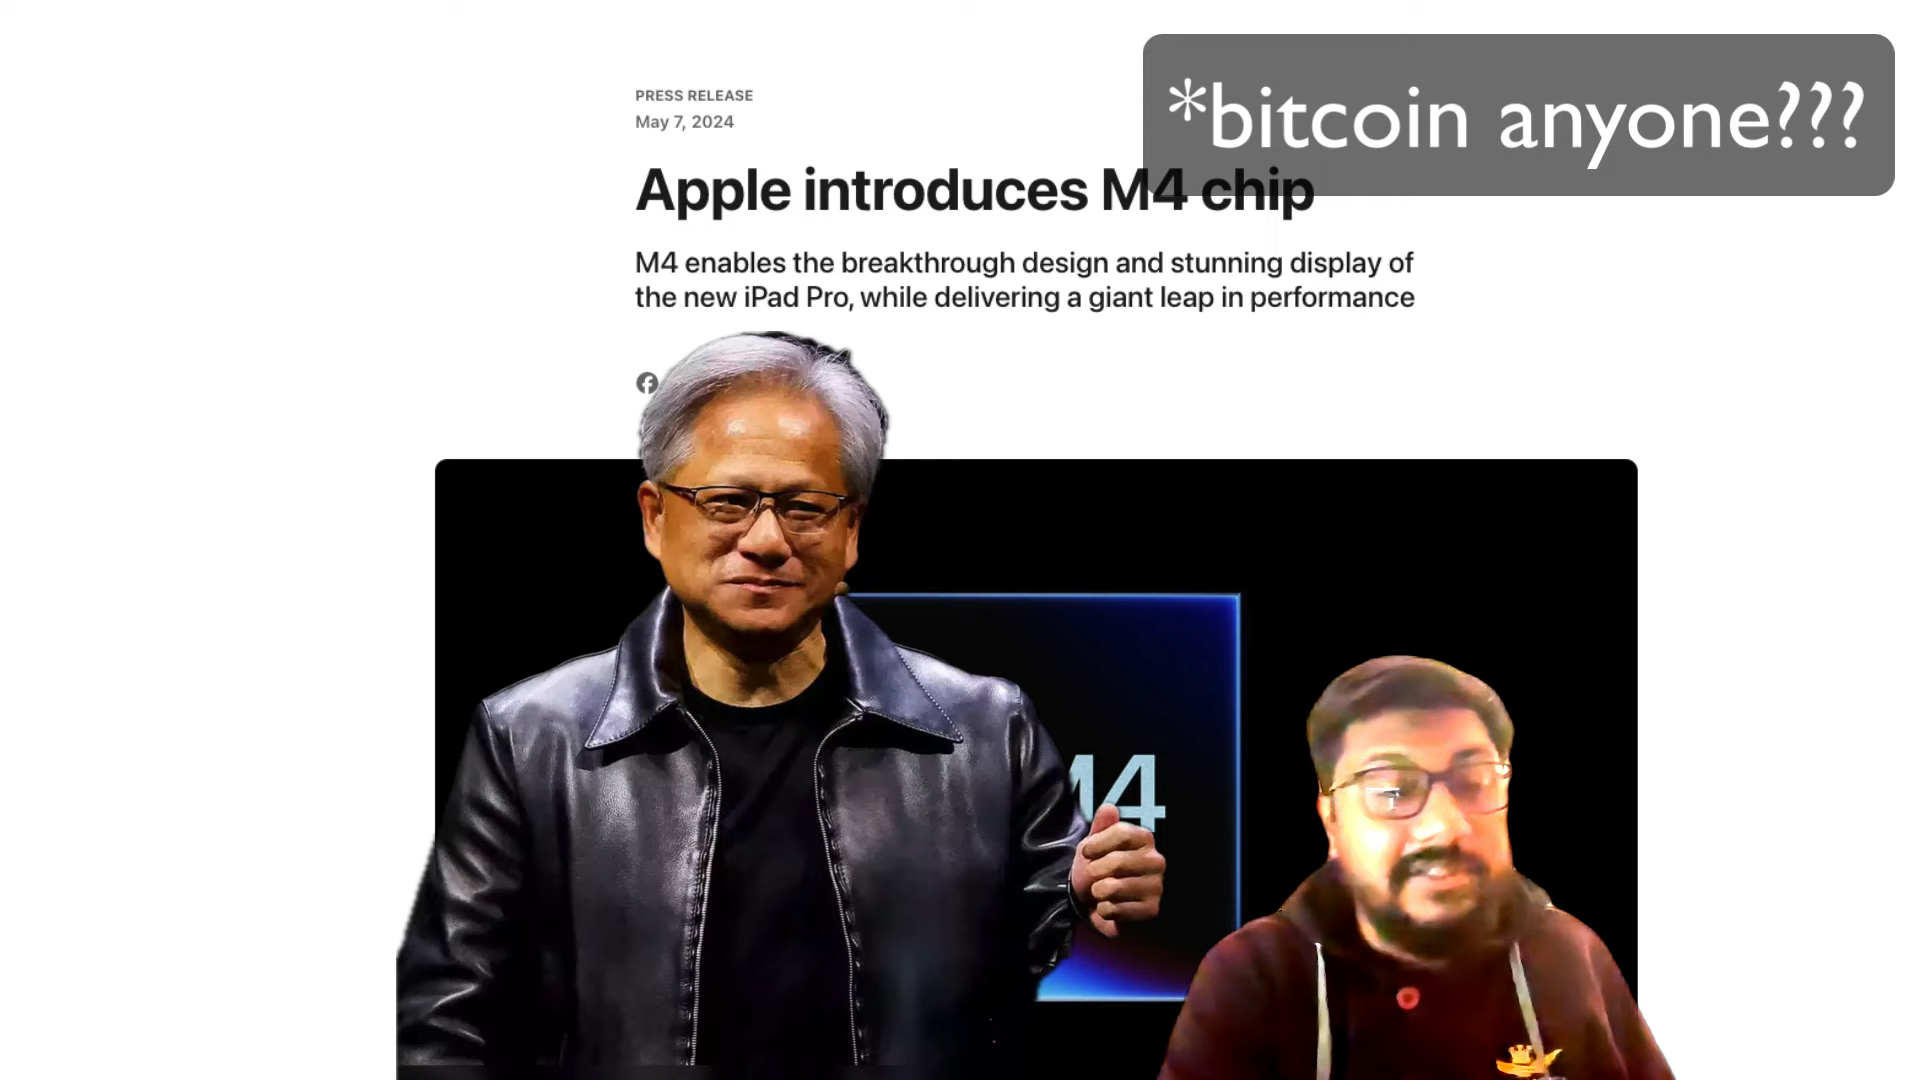 *bitcoin anyone???
PRESS RELEASE
May 7, 2024
Apple introduces M4 chip
M4 enables the breakthrough design and stunning display of
the new iPad Pro, while delivering a giant leap in performance
M4